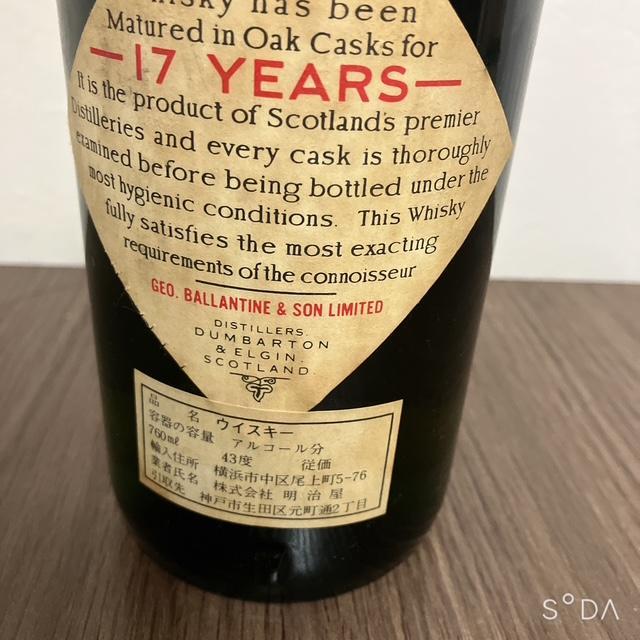 Whisky has been
Matured in Oak Casks for
—17 YEARS—
It is the product of Scotland's premier
Distilleries and every cask is thoroughly
examined before being bottled under the
most hygienic conditions. This Whisky
fully satisfies the most exacting
requirements of the connoisseur
GEO. BALLANTINE & SON LIMITED
DISTILLERS.
DUMBARTON
& ELGIN.
SCOTLAND.
品 名 ウイスキー
容器の容量 アルコール分
760㎖ 43度 従価
輸入住所 横浜市中区尾上町5-76
業者氏名 株式会社 明治屋
引取先 神戸市生田区元町通2丁目
SODA